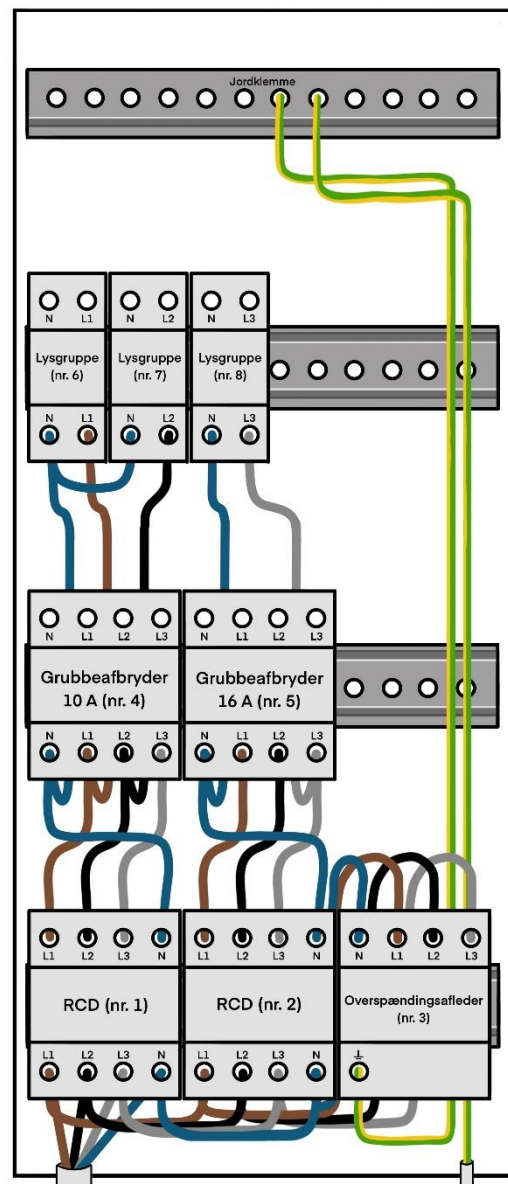 Jordklemme
N L1 N L2 N L3
Lysgruppe
(nr. 6)
Lysgruppe
(nr. 7)
Lysgruppe
(nr. 8)
N L1 N L2 N L3
N L1 L2 L3 N L1 L2 L3
Grubbeafbryder
10 A (nr. 4)
Grubbeafbryder
16 A (nr. 5)
N L1 L2 L3 N L1 L2 L3
L1 L2 L3 N L1 L2 L3 N N L1 L2 L3
RCD (nr. 1)
RCD (nr. 2)
Overspændingsafleder
(nr. 3)
L1 L2 L3 N L1 L2 L3 N